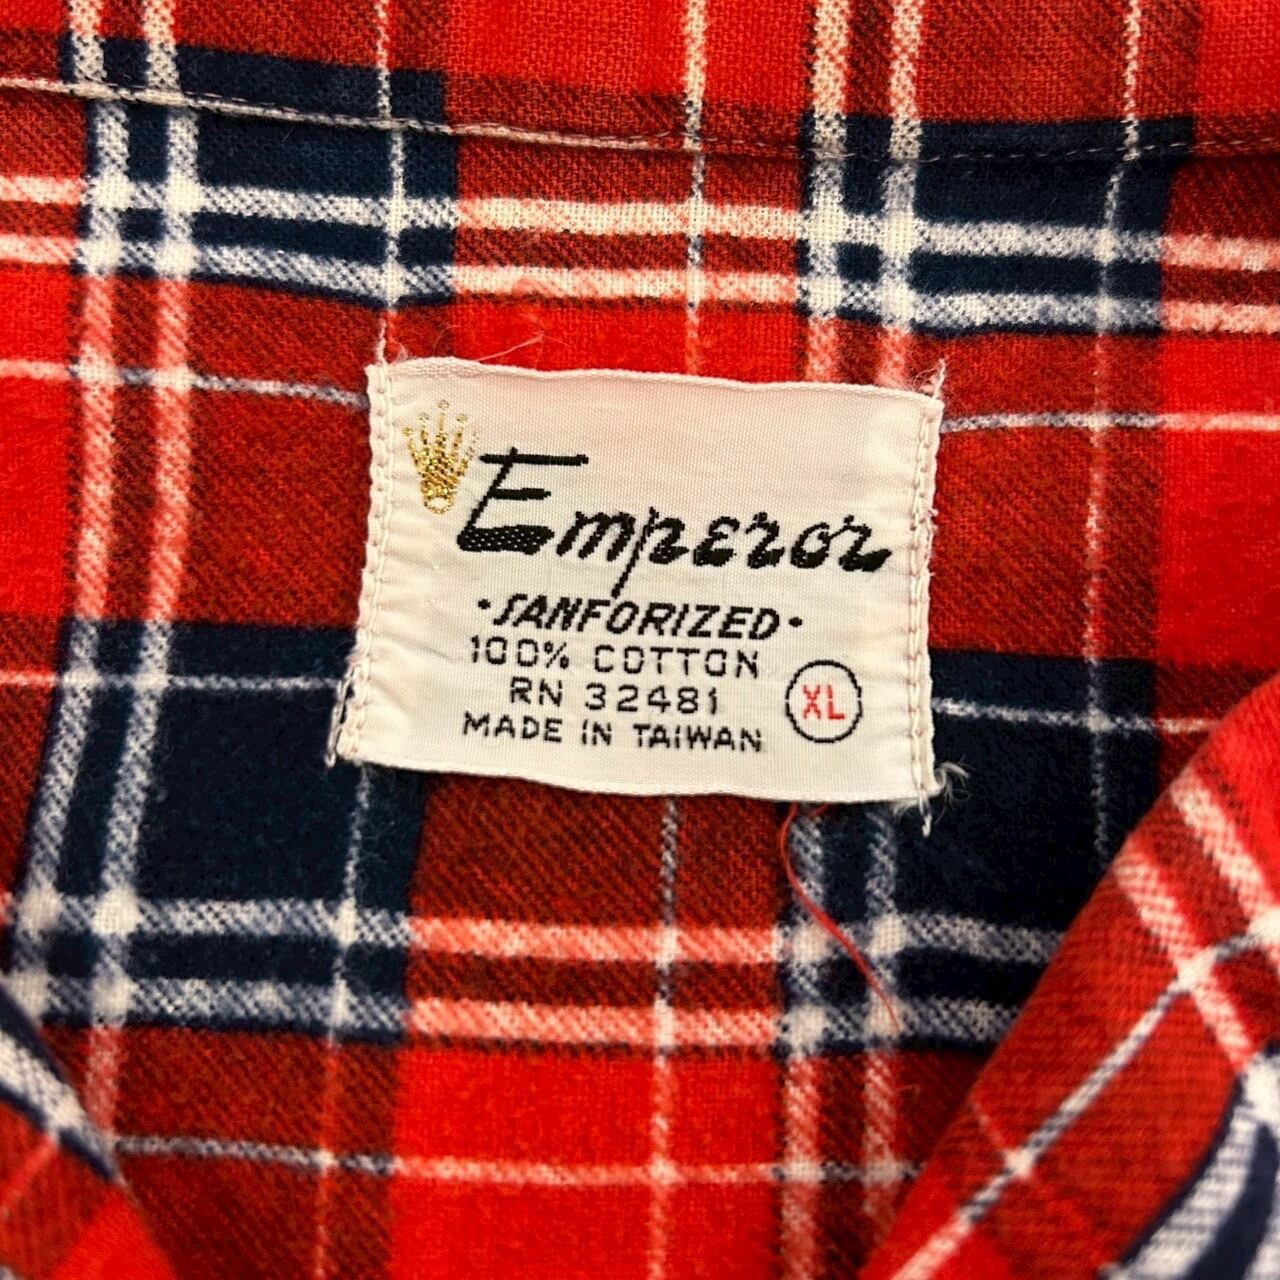 Emperor
·SANFORIZED·
100% COTTON
RN 32481
XL
MADE IN TAIWAN